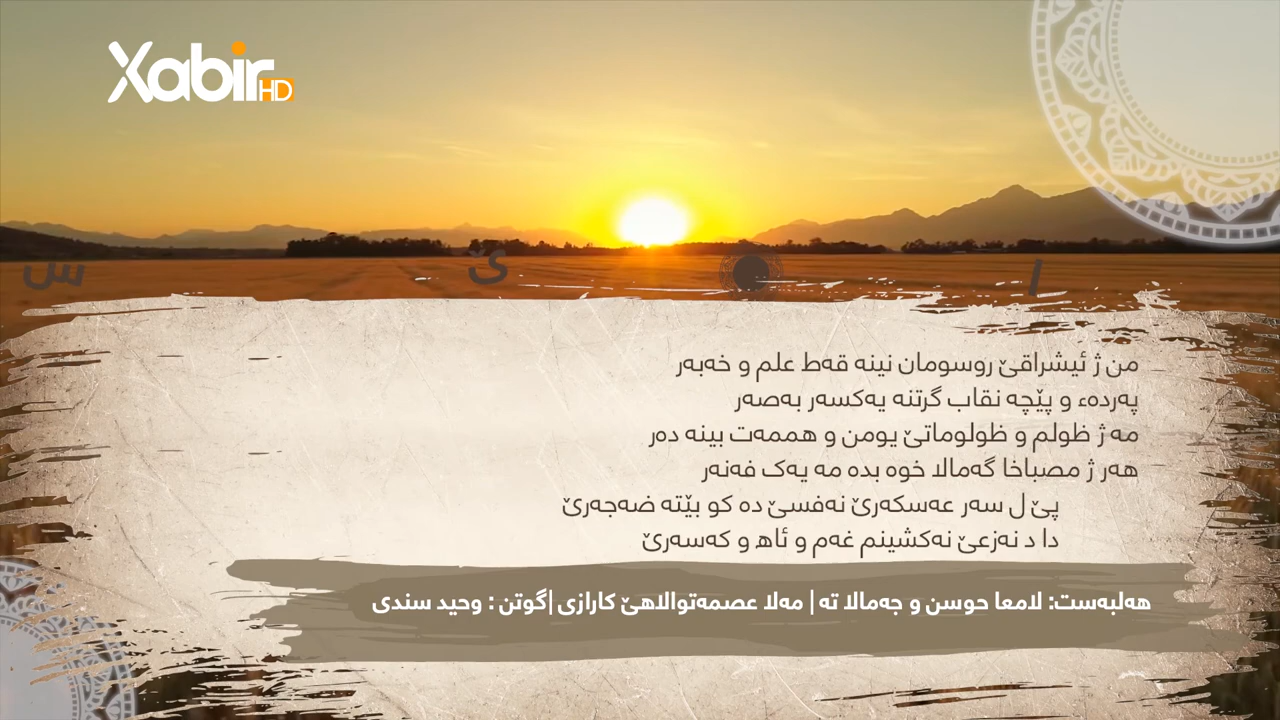 Xabir HD
س ێ ا
من ژ ئیشراقێ روسومان نینە قەط علم و خەبەر
پەردەء و پێچە نقاب گرتنە یەکسەر بەصەر
مە ژ ظولم و ظولوماتێ یومن و هممەت بینە دەر
هەر ژ مصباخا گەمالا خوە بدە مە یەک فەنەر
پێ ل سەر عەسکەرێ نەفسێ دە کو بێتە ضەجەرێ
دا د نەزعێ نەکشینم غەم و ئاھ و کەسەرێ
هەلبەست: لامعا حوسن و جەمالا تە | مەلا عصمەتوالاهێ کارازی |گوتن : وحید سندی